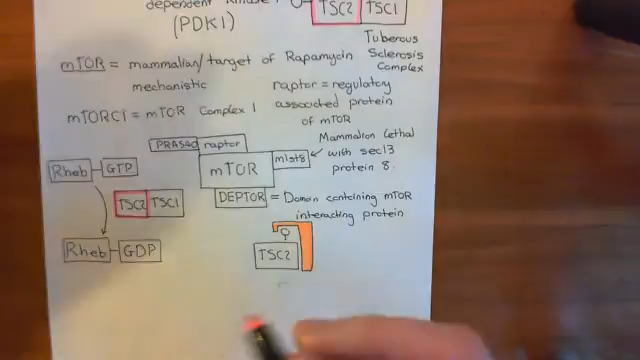 dependent
(PDK1)
TSC2 TSC1
Tuberous
Sclerosis
Complex
mTOR = mammalian/target of Rapamycin
mechanistic
raptor = regulatory
associated protein
of mTOR
mTORC1 = mTOR Complex 1
Mammalian Lethal
with sec13
protein 8
PRAS40 raptor
mTOR
mlst8
Rheb GTP
TSC2 TSC1
DEPTOR = Domain containing mTOR
interacting protein
Rheb GDP
P
TSC2